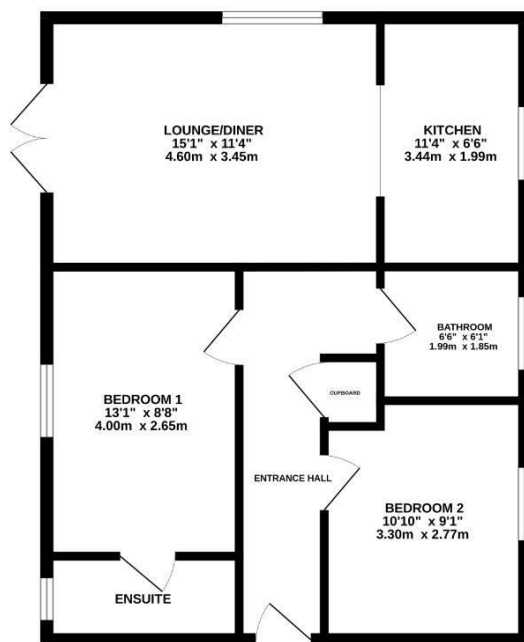 LOUNGE/DINER
15'1" x 11'4"
4.60m x 3.45m
KITCHEN
11'4" x 6'6"
3.44m x 1.99m
BATHROOM
6'6" x 6'1"
1.99m x 1.85m
CUPBOARD
BEDROOM 1
13'1" x 8'8"
4.00m x 2.65m
ENTRANCE HALL
BEDROOM 2
10'10" x 9'1"
3.30m x 2.77m
ENSUITE